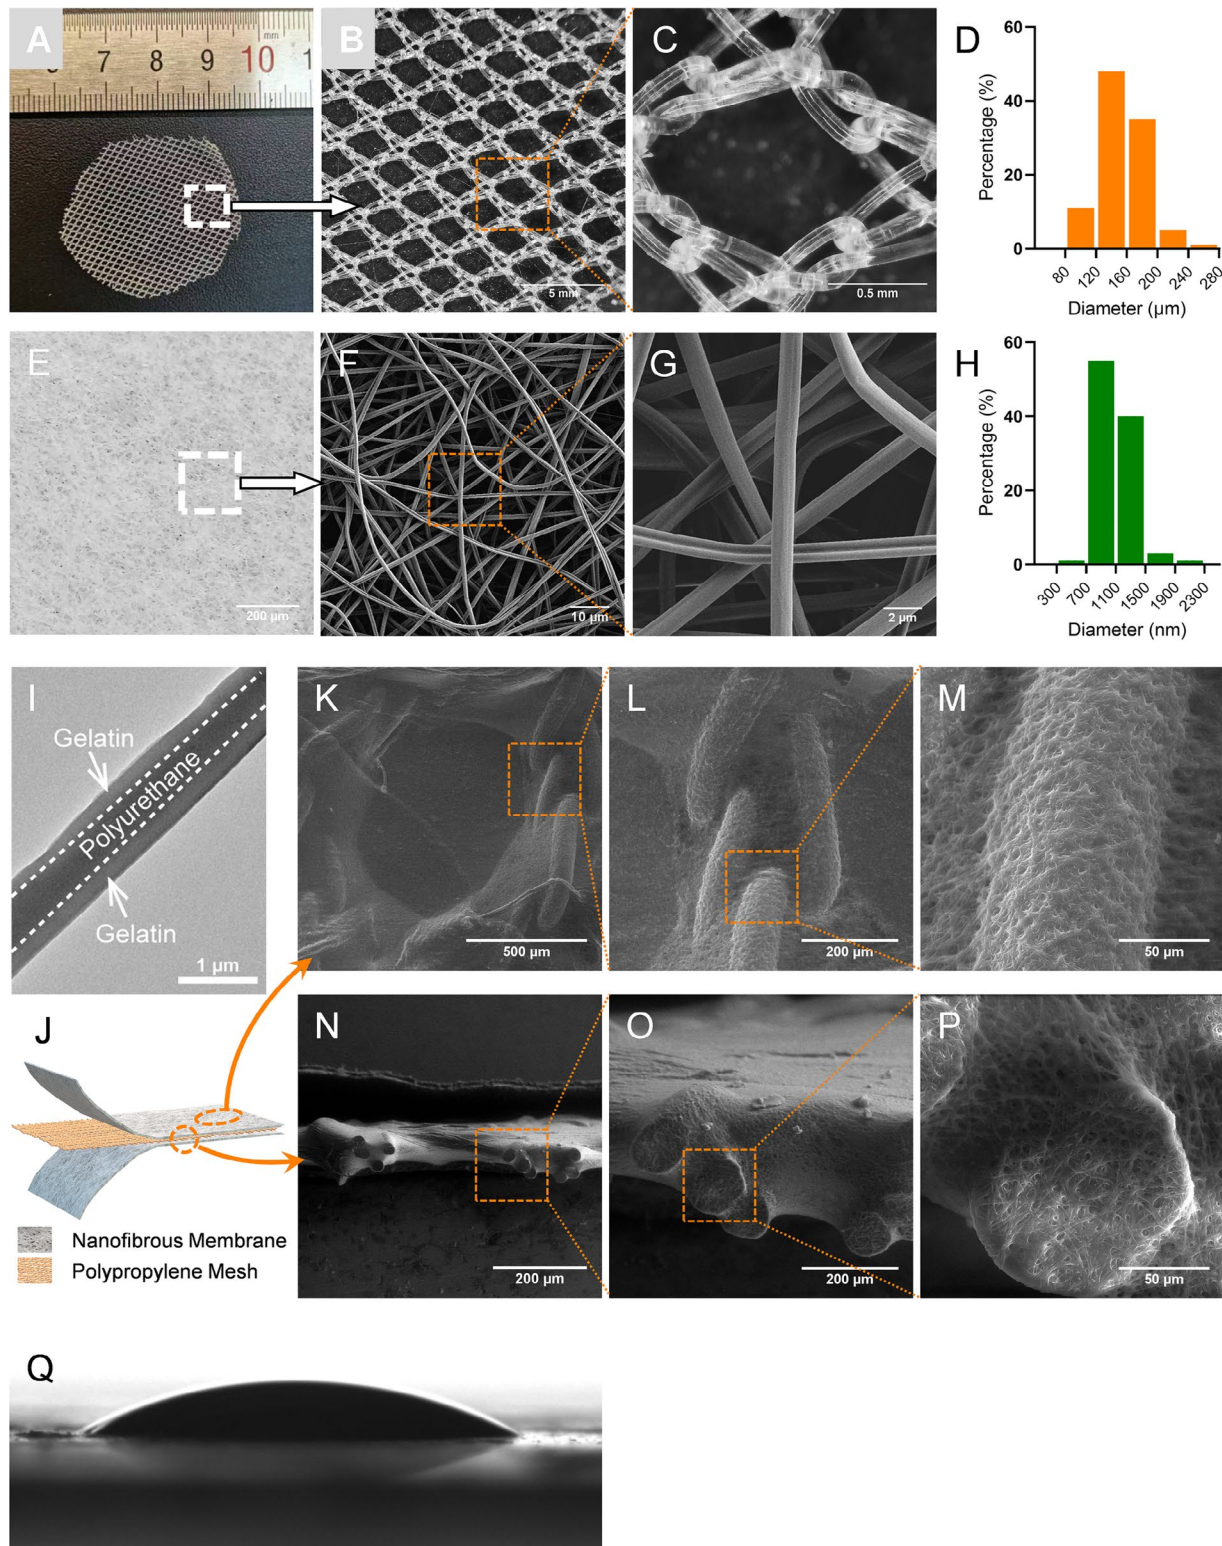 A
mm
7 8 9 10
B
5 mm
C
0.5 mm
D
Percentage (%)
60
40
20
0
80 120 160 200 240 280
Diameter (μm)
E
200 μm
F
10 μm
G
2 μm
H
Percentage (%)
60
40
20
0
300 700 1100 1500 1900 2300
Diameter (nm)
I
Gelatin
Polyurethane
Gelatin
1 μm
J
Nanofibrous Membrane
Polypropylene Mesh
K
500 μm
L
200 μm
M
50 μm
N
200 μm
O
200 μm
P
50 μm
Q